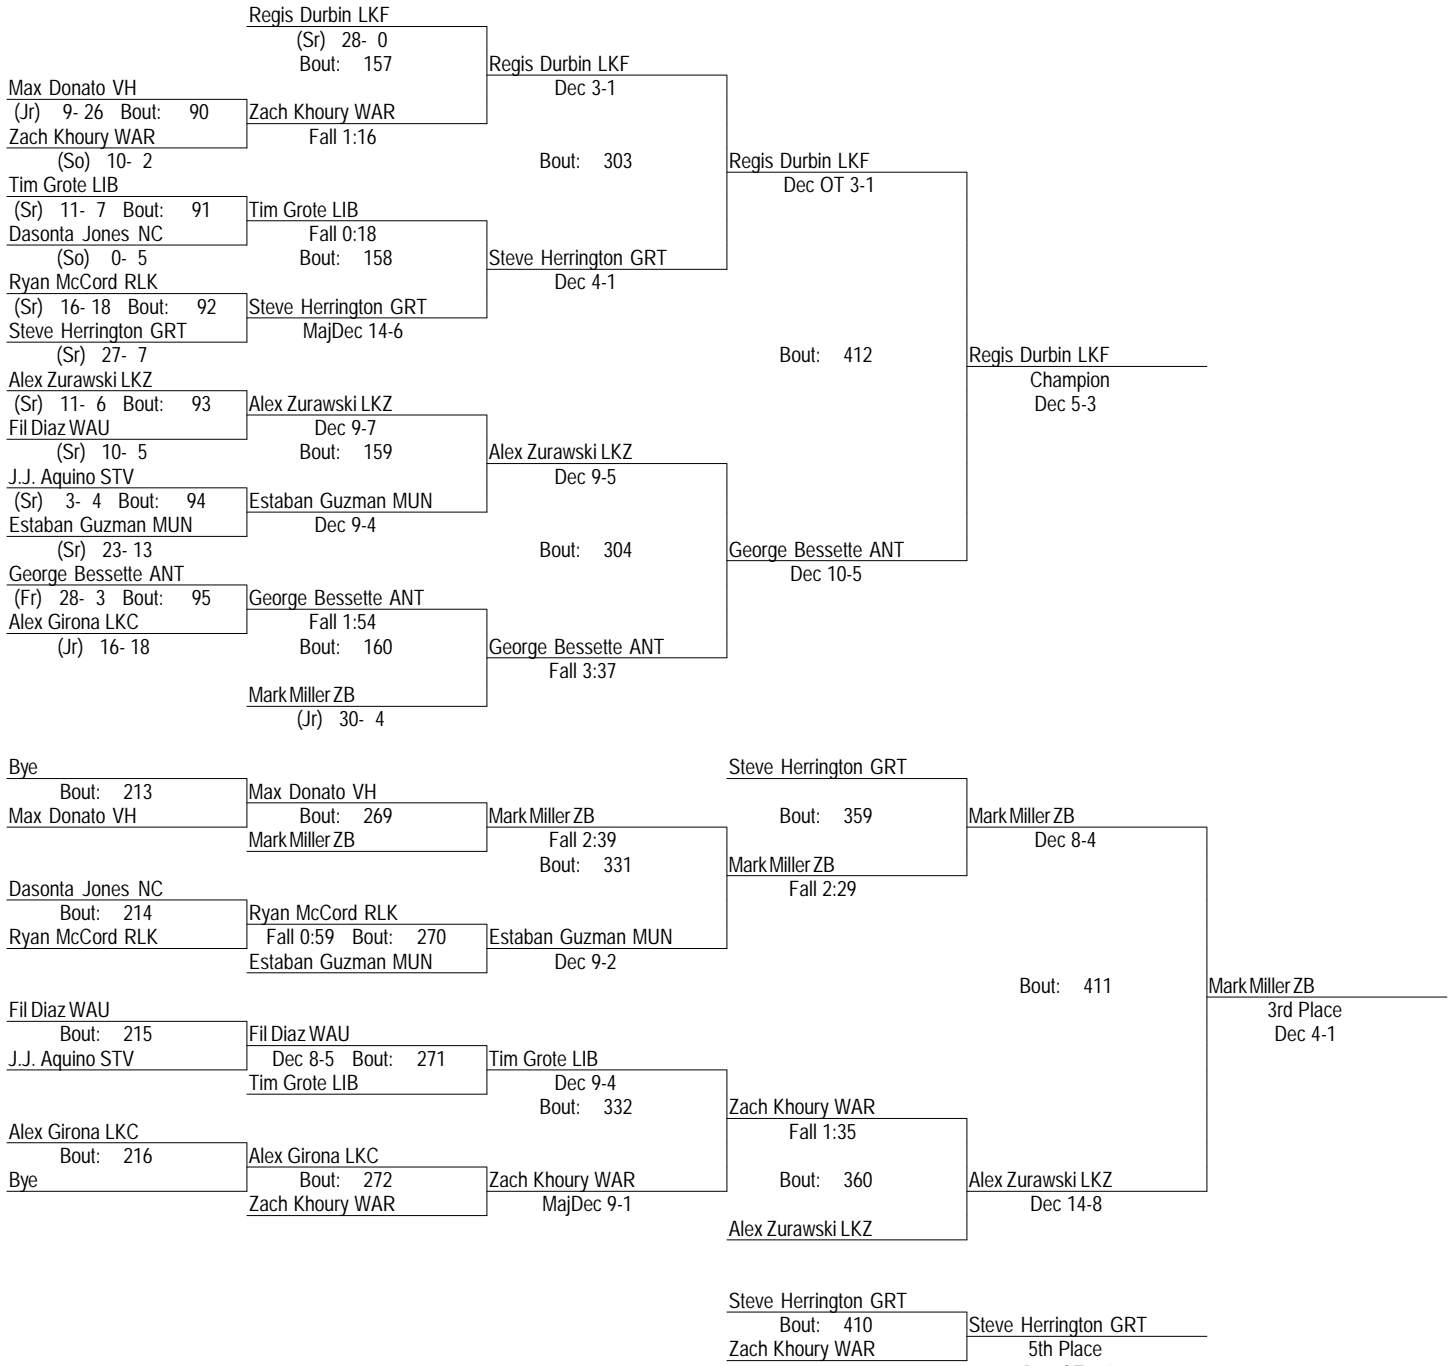 Regis Durbin LKF
(Sr) 28- 0
Bout: 157 Regis Durbin LKF
Max Donato VH Dec 3-1
(Jr) 9- 26 Bout: 90 Zach Khoury WAR
Zach Khoury WAR Fall 1:16
(So) 10- 2 Bout: 303 Regis Durbin LKF
Tim Grote LIB Dec OT 3-1
(Sr) 11- 7 Bout: 91 Tim Grote LIB
Dasonta Jones NC Fall 0:18
(So) 0- 5 Bout: 158 Steve Herrington GRT
Ryan McCord RLK Dec 4-1
(Sr) 16- 18 Bout: 92 Steve Herrington GRT
Steve Herrington GRT MajDec 14-6
(Sr) 27- 7 Bout: 412 Regis Durbin LKF
Alex Zurawski LKZ Champion
(Sr) 11- 6 Bout: 93 Alex Zurawski LKZ Dec 5-3
Fil Diaz WAU Dec 9-7
(Sr) 10- 5 Bout: 159 Alex Zurawski LKZ
J.J. Aquino STV Dec 9-5
(Sr) 3- 4 Bout: 94 Estaban Guzman MUN
Estaban Guzman MUN Dec 9-4
(Sr) 23- 13 Bout: 304 George Bessette ANT
George Bessette ANT Dec 10-5
(Fr) 28- 3 Bout: 95 George Bessette ANT
Alex Girona LKC Fall 1:54
(Jr) 16- 18 Bout: 160 George Bessette ANT
Fall 3:37
Mark Miller ZB
(Jr) 30- 4
Bye Steve Herrington GRT
Bout: 213 Max Donato VH
Max Donato VH Bout: 269 Mark Miller ZB Bout: 359 Mark Miller ZB
Mark Miller ZB Fall 2:39 Dec 8-4
Bout: 331 Mark Miller ZB
Dasonta Jones NC Fall 2:29
Bout: 214 Ryan McCord RLK
Ryan McCord RLK Fall 0:59 Bout: 270 Estaban Guzman MUN
Estaban Guzman MUN Dec 9-2
Bout: 411 Mark Miller ZB
Fil Diaz WAU 3rd Place
Bout: 215 Fil Diaz WAU Dec 4-1
J.J. Aquino STV Dec 8-5 Bout: 271 Tim Grote LIB
Tim Grote LIB Dec 9-4
Bout: 332 Zach Khoury WAR
Alex Girona LKC Fall 1:35
Bout: 216 Alex Girona LKC
Bye Bout: 272 Zach Khoury WAR Bout: 360 Alex Zurawski LKZ
Zach Khoury WAR MajDec 9-1 Dec 14-8
Alex Zurawski LKZ
Steve Herrington GRT
Bout: 410 Steve Herrington GRT
Zach Khoury WAR 5th Place